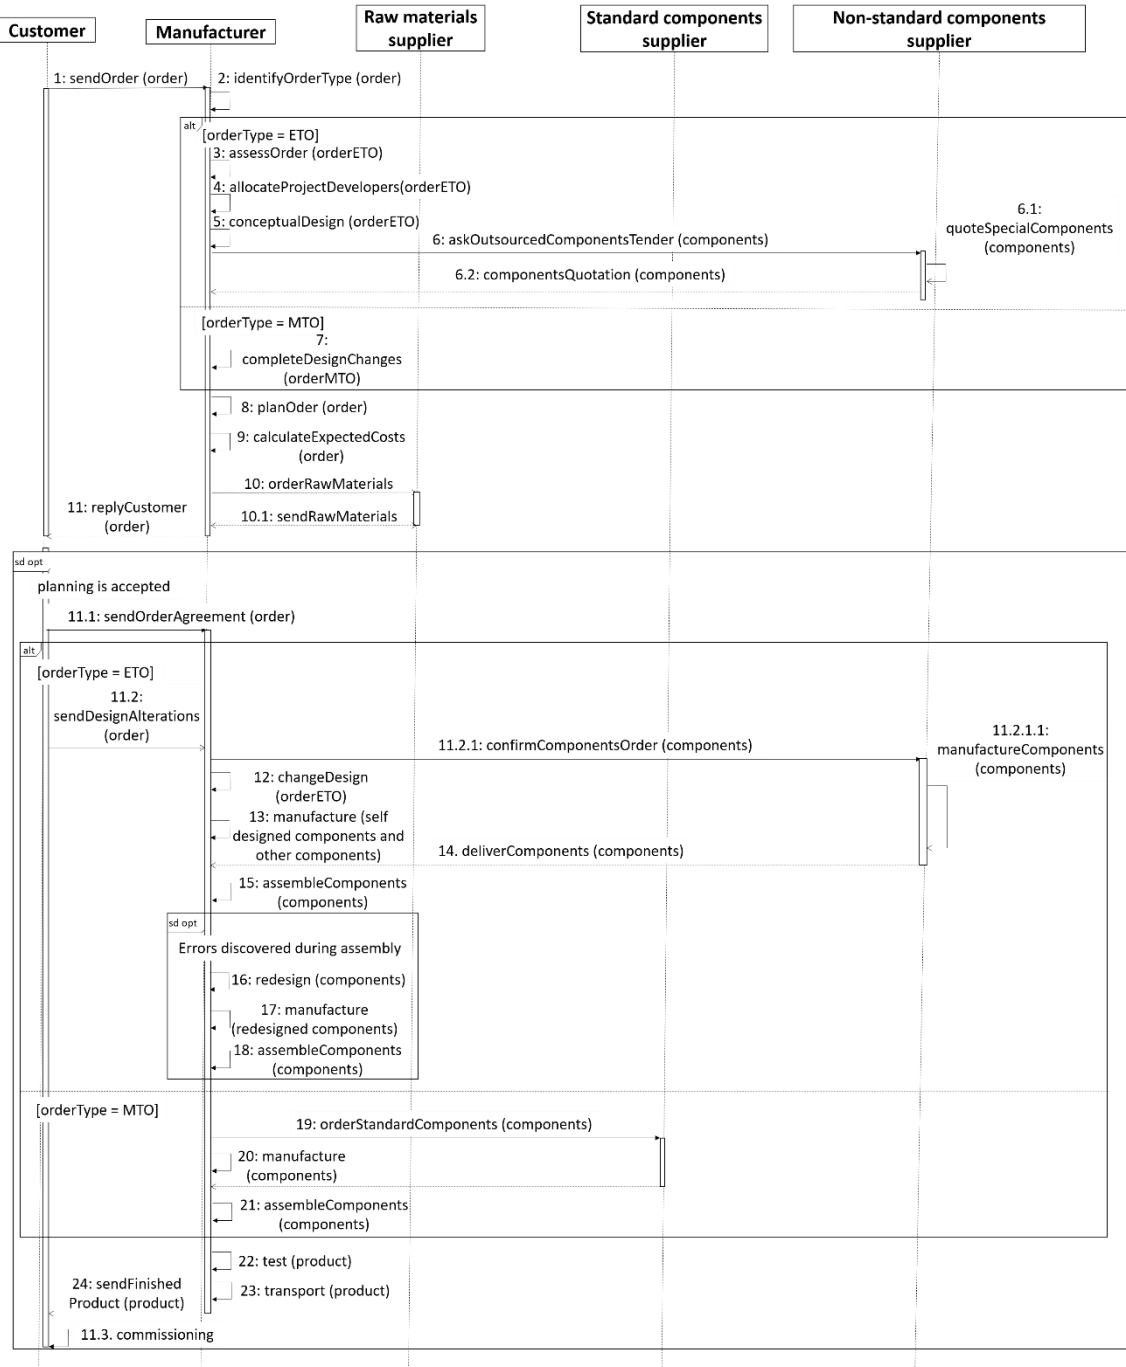 Customer
Manufacturer
Raw materials
supplier
Standard components
supplier
Non-standard components
supplier
1: sendOrder (order)
2: identifyOrderType (order)
alt
[orderType = ETO]
3: assessOrder (orderETO)
4: allocateProjectDevelopers(orderETO)
5: conceptualDesign (orderETO)
6: askOutsourcedComponentsTender (components)
6.1:
quoteSpecialComponents
(components)
6.2: componentsQuotation (components)
[orderType = MTO]
7:
completeDesignChanges
(orderMTO)
8: planOder (order)
9: calculateExpectedCosts
(order)
10: orderRawMaterials
10.1: sendRawMaterials
11: replyCustomer
(order)
sd opt
planning is accepted
11.1: sendOrderAgreement (order)
alt
[orderType = ETO]
11.2:
sendDesignAlterations
(order)
11.2.1: confirmComponentsOrder (components)
11.2.1.1:
manufactureComponents
(components)
12: changeDesign
(orderETO)
13: manufacture (self
designed components and
other components)
14. deliverComponents (components)
15: assembleComponents
(components)
sd opt
Errors discovered during assembly
16: redesign (components)
17: manufacture
(redesigned components)
18: assembleComponents
(components)
[orderType = MTO]
19: orderStandardComponents (components)
20: manufacture
(components)
21: assembleComponents
(components)
22: test (product)
23: transport (product)
24: sendFinished
Product (product)
11.3. commissioning